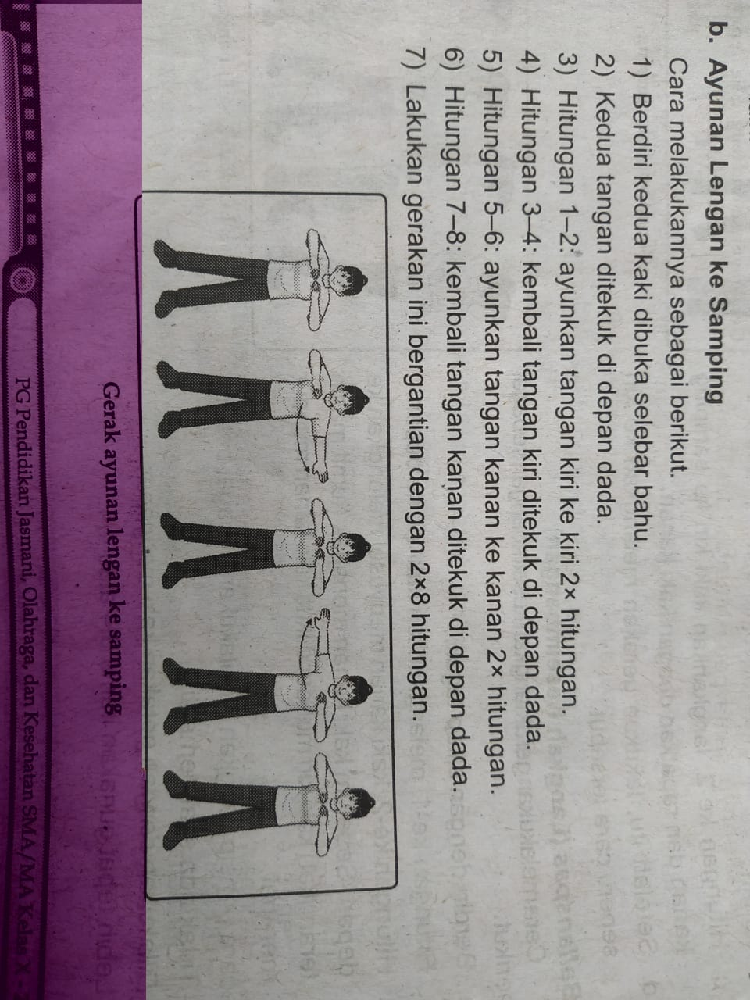 b. Ayunan Lengan ke Samping
Cara melakukannya sebagai berikut.
1) Berdiri kedua kaki dibuka selebar bahu.
2) Kedua tangan ditekuk di depan dada.
3) Hitungan 1–2: ayunkan tangan kiri ke kiri 2× hitungan.
4) Hitungan 3–4: kembali tangan kiri ditekuk di depan dada.
5) Hitungan 5–6: ayunkan tangan kanan ke kanan 2× hitungan.
6) Hitungan 7–8: kembali tangan kanan ditekuk di depan dada.
7) Lakukan gerakan ini bergantian dengan 2×8 hitungan.
Gerak ayunan lengan ke samping
PG Pendidikan Jasmani, Olahraga, dan Kesehatan SMA/MA Kelas X